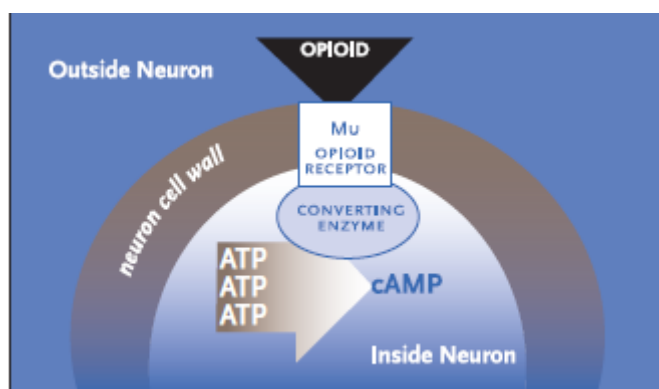 OPIOID
Outside Neuron
Mu
OPIOID
RECEPTOR
neuron cell wall
CONVERTING
ENZYME
ATP
ATP
ATP
cAMP
Inside Neuron